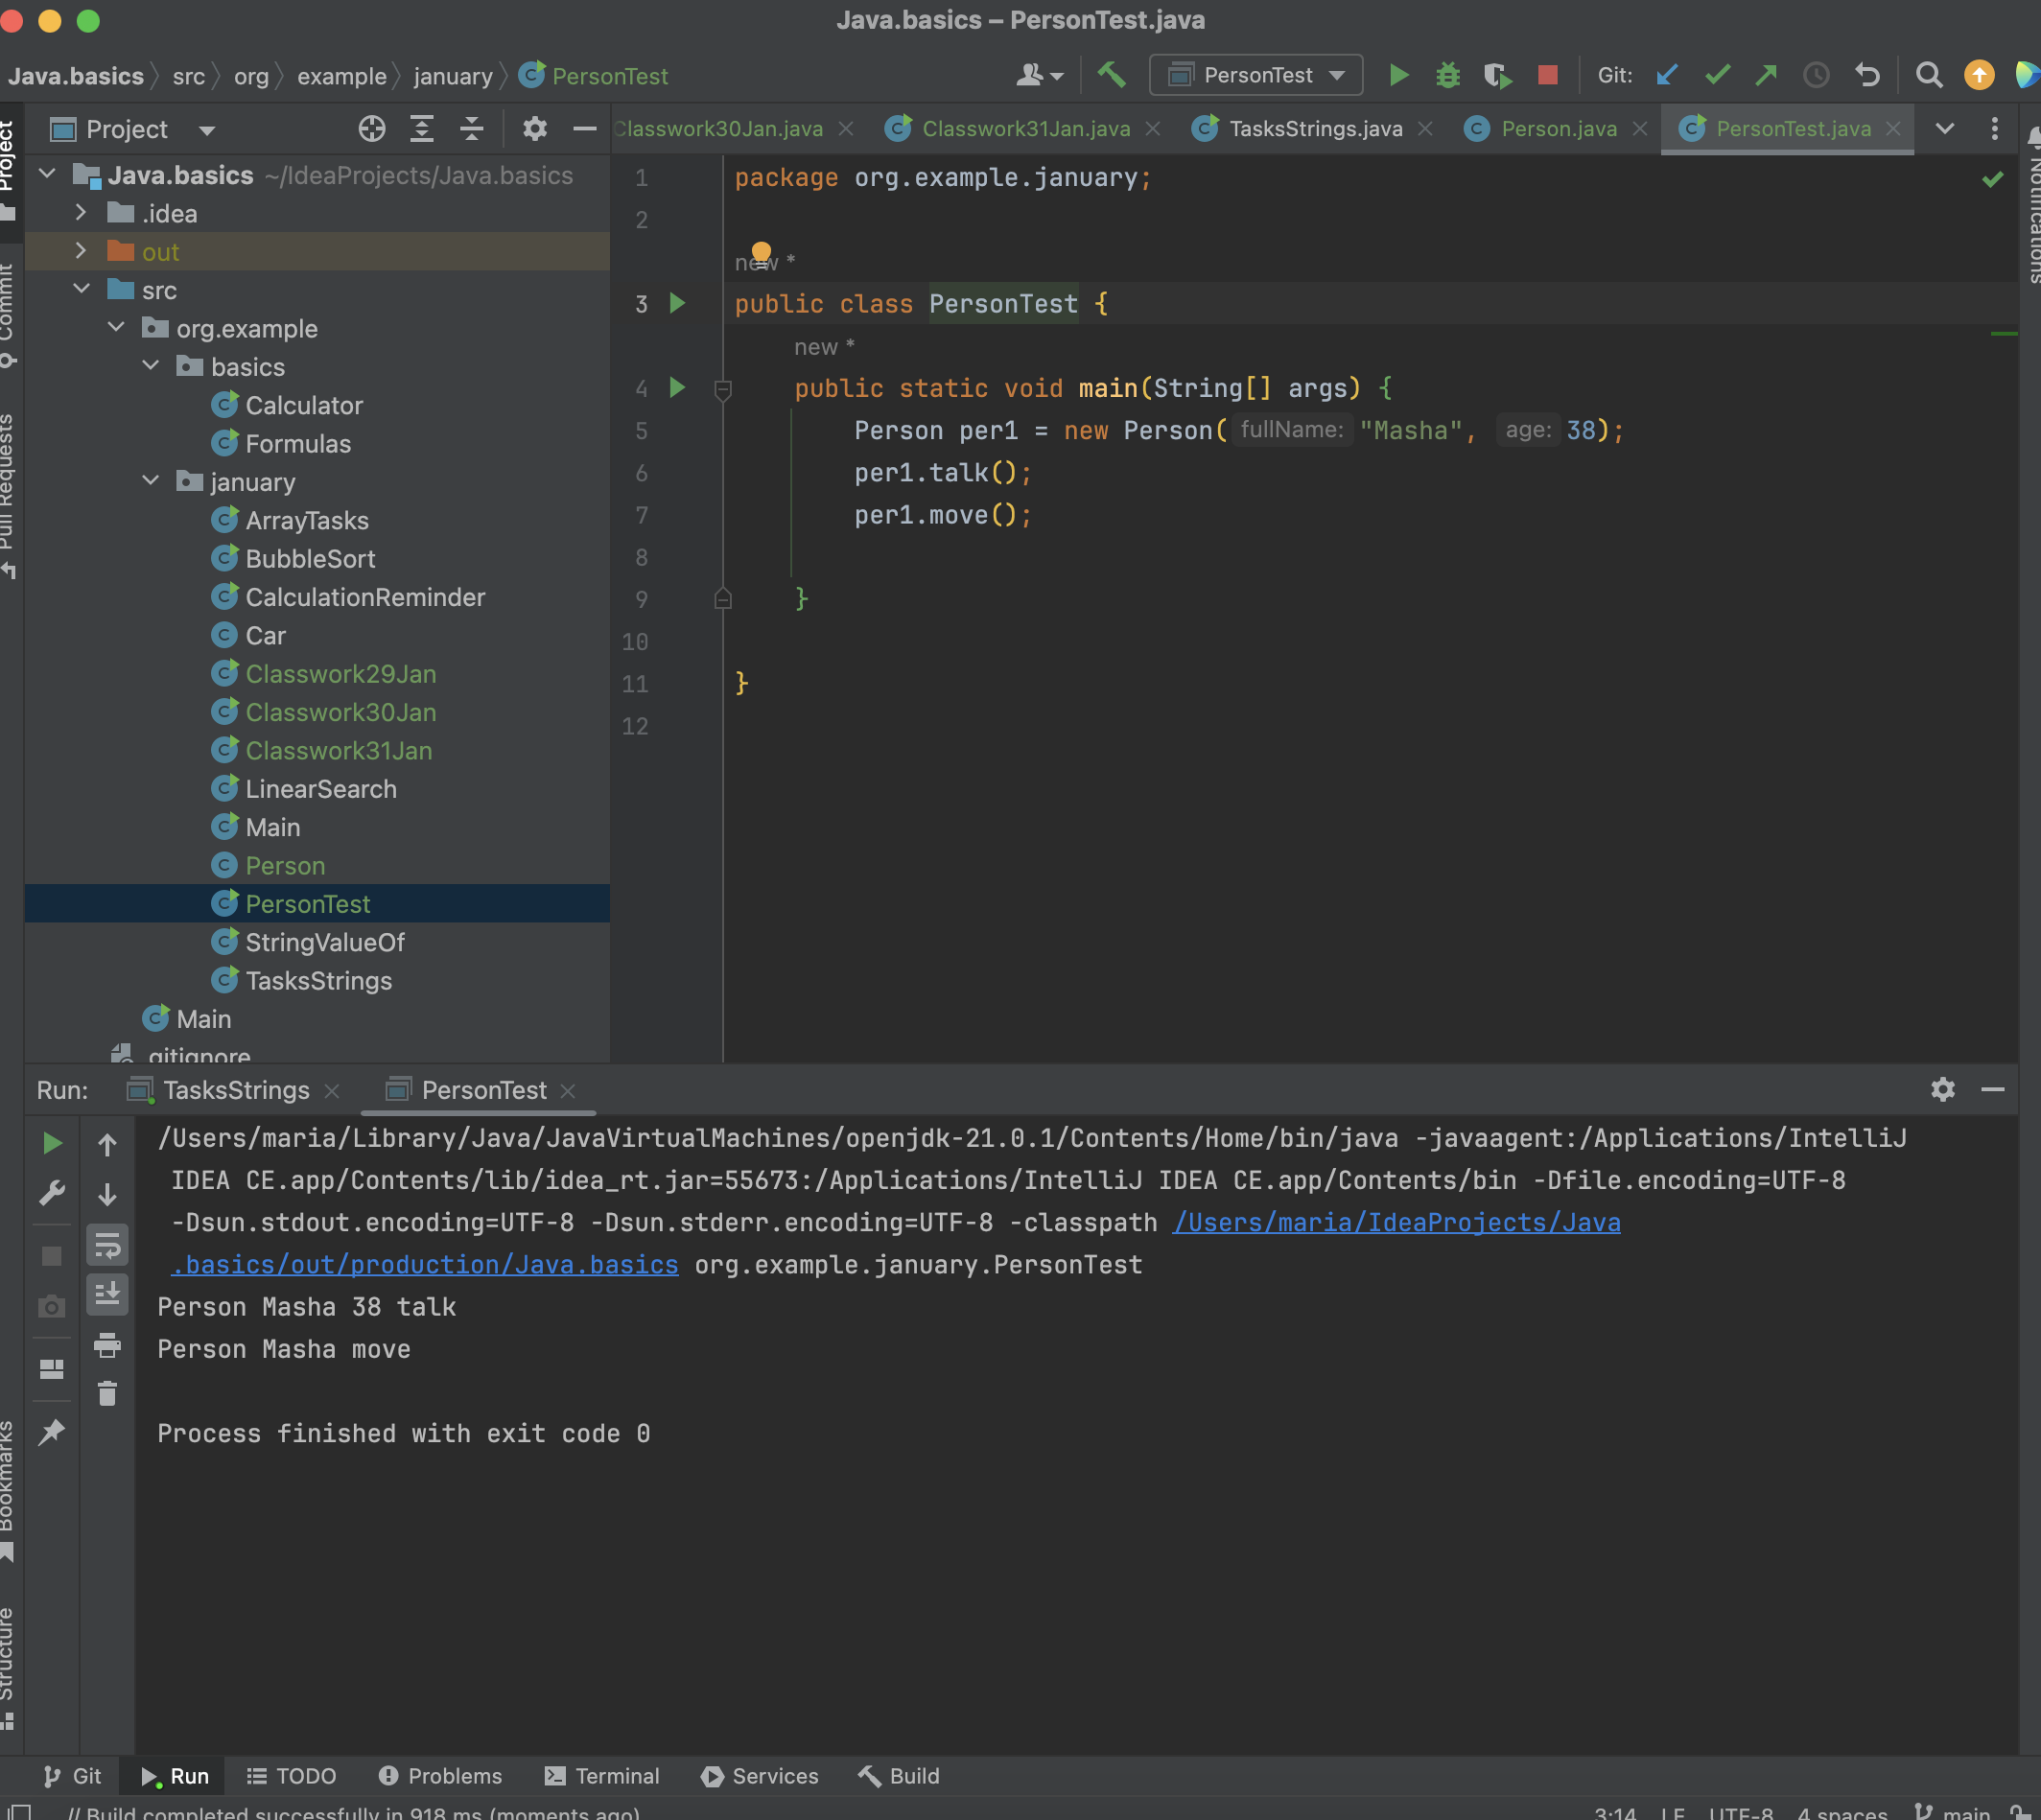 Java.basics – PersonTest.java
Java.basics src org example january PersonTest
PersonTest
Git:
Project
Classwork30Jan.java Classwork31Jan.java TasksStrings.java Person.java PersonTest.java
Project
Commit
Pull Requests
Bookmarks
Structure
Notifications
Java.basics ~/IdeaProjects/Java.basics
.idea
out
src
org.example
basics
Calculator
Formulas
january
ArrayTasks
BubbleSort
CalculationReminder
Car
Classwork29Jan
Classwork30Jan
Classwork31Jan
LinearSearch
Main
Person
PersonTest
StringValueOf
TasksStrings
Main
.gitignore
1 package org.example.january;
2
new *
3 public class PersonTest {
new *
4 public static void main(String[] args) {
5 Person per1 = new Person( fullName: "Masha", age: 38);
6 per1.talk();
7 per1.move();
8
9 }
10
11 }
12
Run: TasksStrings PersonTest
/Users/maria/Library/Java/JavaVirtualMachines/openjdk-21.0.1/Contents/Home/bin/java -javaagent:/Applications/IntelliJ
IDEA CE.app/Contents/lib/idea_rt.jar=55673:/Applications/IntelliJ IDEA CE.app/Contents/bin -Dfile.encoding=UTF-8
-Dsun.stdout.encoding=UTF-8 -Dsun.stderr.encoding=UTF-8 -classpath /Users/maria/IdeaProjects/Java
.basics/out/production/Java.basics org.example.january.PersonTest
Person Masha 38 talk
Person Masha move
Process finished with exit code 0
Git Run TODO Problems Terminal Services Build
// Build completed successfully in 918 ms (moments ago)
3:14 LF UTF-8 4 spaces main